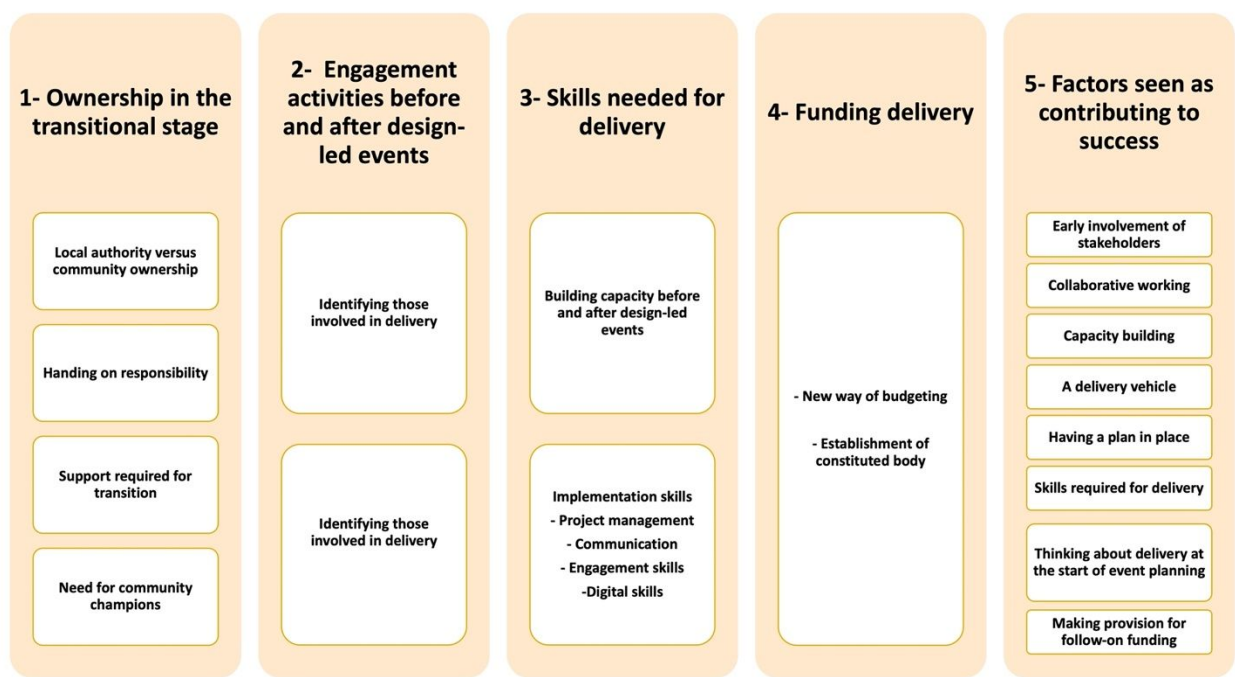 1- Ownership in the
transitional stage
Local authority versus
community ownership
Handing on responsibility
Support required for
transition
Need for community
champions
2-  Engagement
activities before
and after design-
led events
Identifying those
involved in delivery
Identifying those
involved in delivery
3- Skills needed for
delivery
Building capacity before
and after design-led
events
Implementation skills
- Project management
- Communication
- Engagement skills
-Digital skills
4- Funding delivery
- New way of budgeting
- Establishment of
constituted body
5- Factors seen as
contributing to
success
Early involvement of
stakeholders
Collaborative working
Capacity building
A delivery vehicle
Having a plan in place
Skills required for delivery
Thinking about delivery at
the start of event planning
Making provision for
follow-on funding